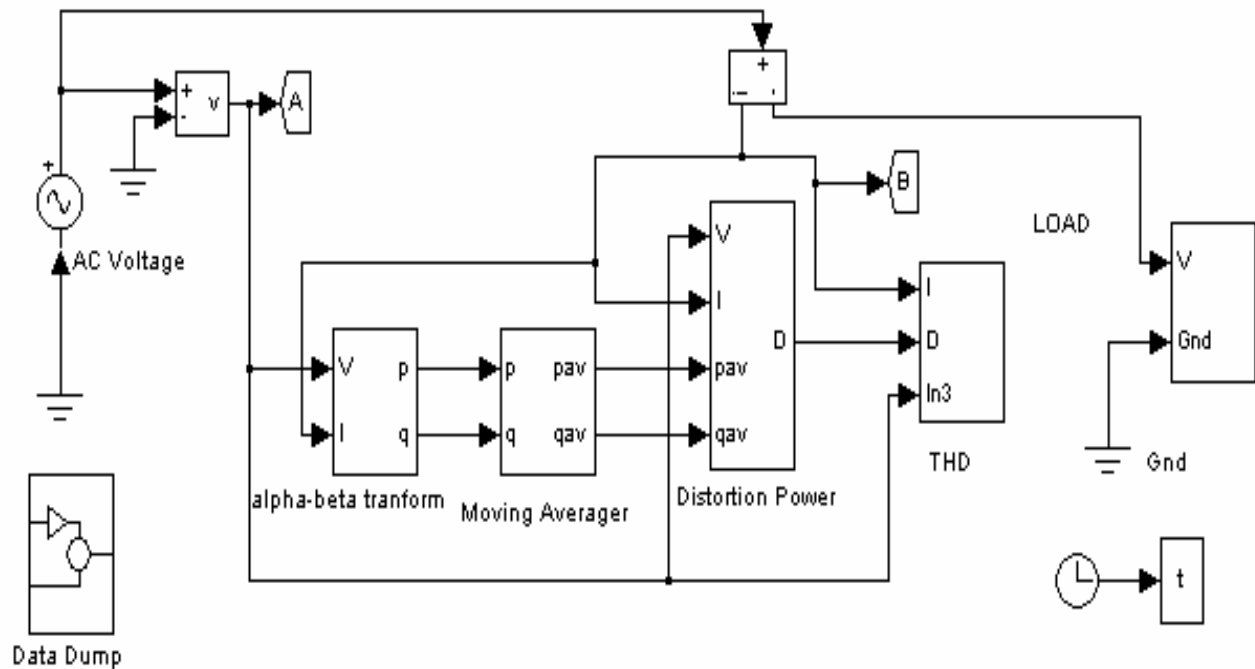 +
+
-
v
A
+
AC Voltage
+
i
-
B
LOAD
V
Gnd
Gnd
V
I
p
q
alpha-beta tranform
p
q
pav
qav
Moving Averager
V
I
pav
qav
D
Distortion Power
I
D
In3
THD
t
Data Dump